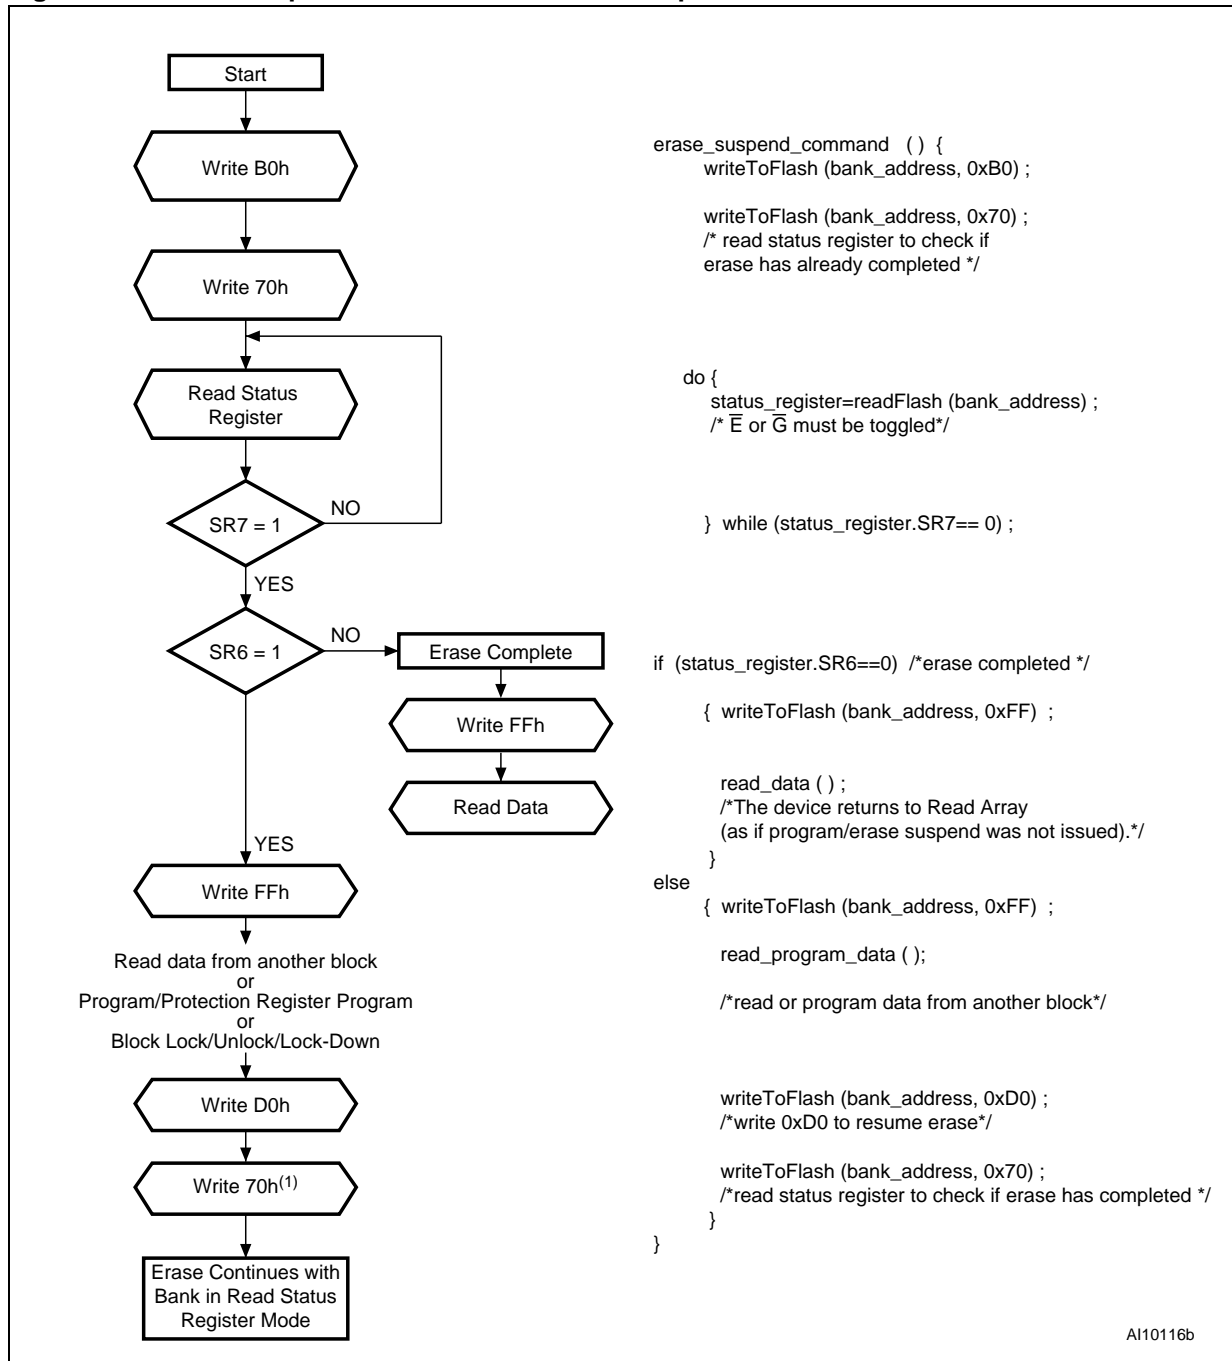 Start
Write B0h
Write 70h
Read Status
Register
SR7 = 1
NO
YES
SR6 = 1
NO
Erase Complete
Write FFh
Read Data
YES
Write FFh
Read data from another block
or
Program/Protection Register Program
or
Block Lock/Unlock/Lock-Down
Write D0h
Write 70h(1)
Erase Continues with
Bank in Read Status
Register Mode
erase_suspend_command ( ) {
writeToFlash (bank_address, 0xB0) ;
writeToFlash (bank_address, 0x70) ;
/* read status register to check if
erase has already completed */
do {
status_register=readFlash (bank_address) ;
/* E̅ or G̅ must be toggled*/
} while (status_register.SR7== 0) ;
if (status_register.SR6==0) /*erase completed */
{ writeToFlash (bank_address, 0xFF) ;
read_data ( ) ;
/*The device returns to Read Array
(as if program/erase suspend was not issued).*/
}
else
{ writeToFlash (bank_address, 0xFF) ;
read_program_data ( );
/*read or program data from another block*/
writeToFlash (bank_address, 0xD0) ;
/*write 0xD0 to resume erase*/
writeToFlash (bank_address, 0x70) ;
/*read status register to check if erase has completed */
}
}
AI10116b